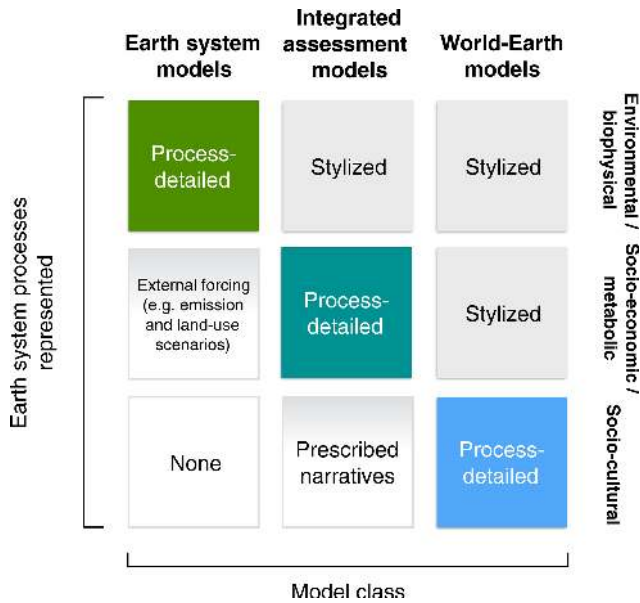 Earth system
models
Integrated
assessment
models
World-Earth
models
Earth system processes
represented
Process-
detailed
Stylized
Stylized
Environmental /
biophysical
External forcing
(e.g. emission
and land-use
scenarios)
Process-
detailed
Stylized
Socio-economic /
metabolic
None
Prescribed
narratives
Process-
detailed
Socio-cultural
Model class